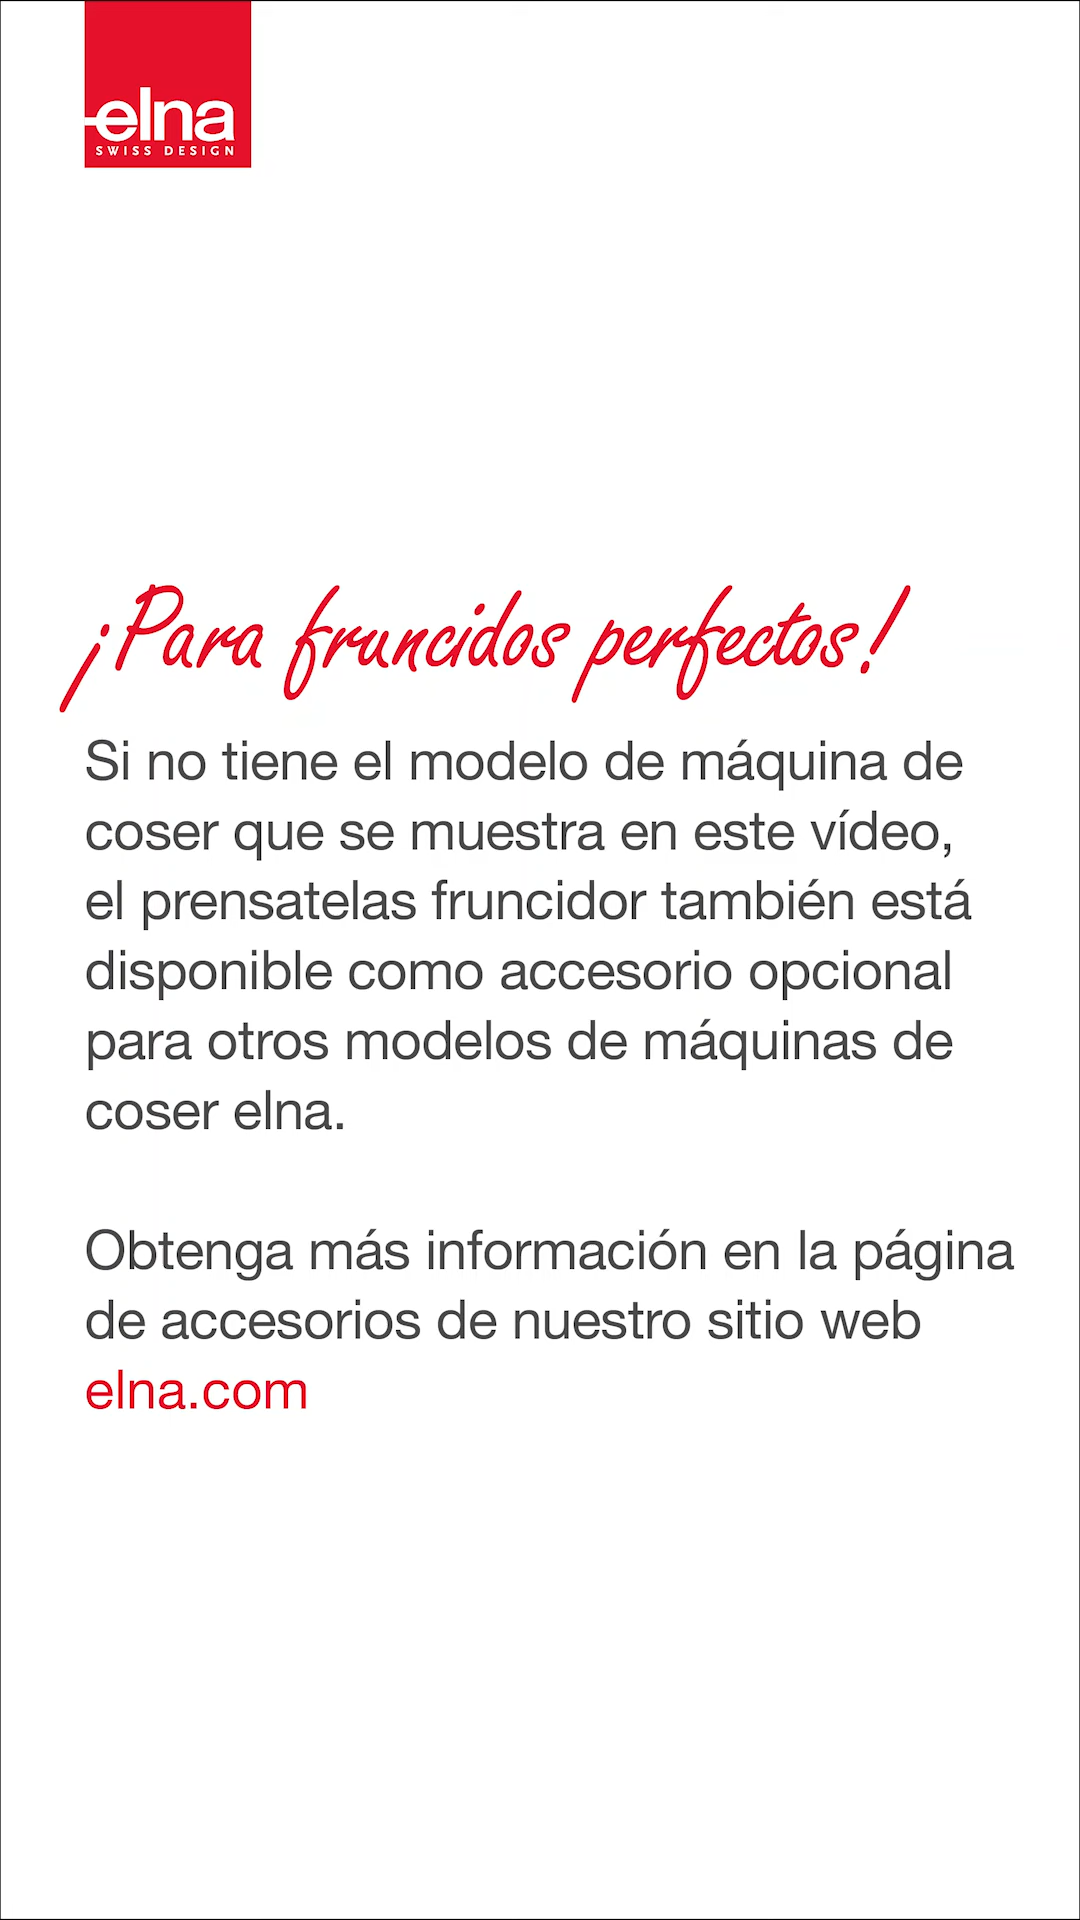 elna
SWISS DESIGN
¡Para fruncidos perfectos!
Si no tiene el modelo de máquina de
coser que se muestra en este vídeo,
el prensatelas fruncidor también está
disponible como accesorio opcional
para otros modelos de máquinas de
coser elna.
Obtenga más información en la página
de accesorios de nuestro sitio web
elna.com